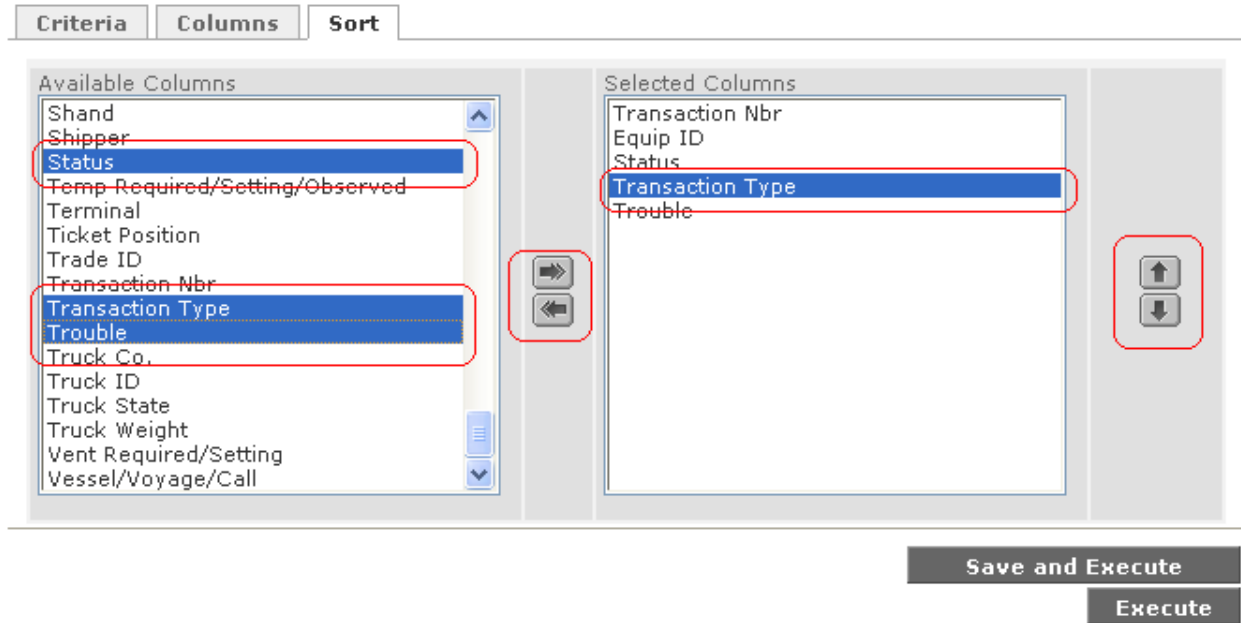 Criteria Columns Sort
Available Columns
Shand
Shipper
Status
Temp Required/Setting/Observed
Terminal
Ticket Position
Trade ID
Transaction Nbr
Transaction Type
Trouble
Truck Co.
Truck ID
Truck State
Truck Weight
Vent Required/Setting
Vessel/Voyage/Call
Selected Columns
Transaction Nbr
Equip ID
Status
Transaction Type
Trouble
Save and Execute
Execute